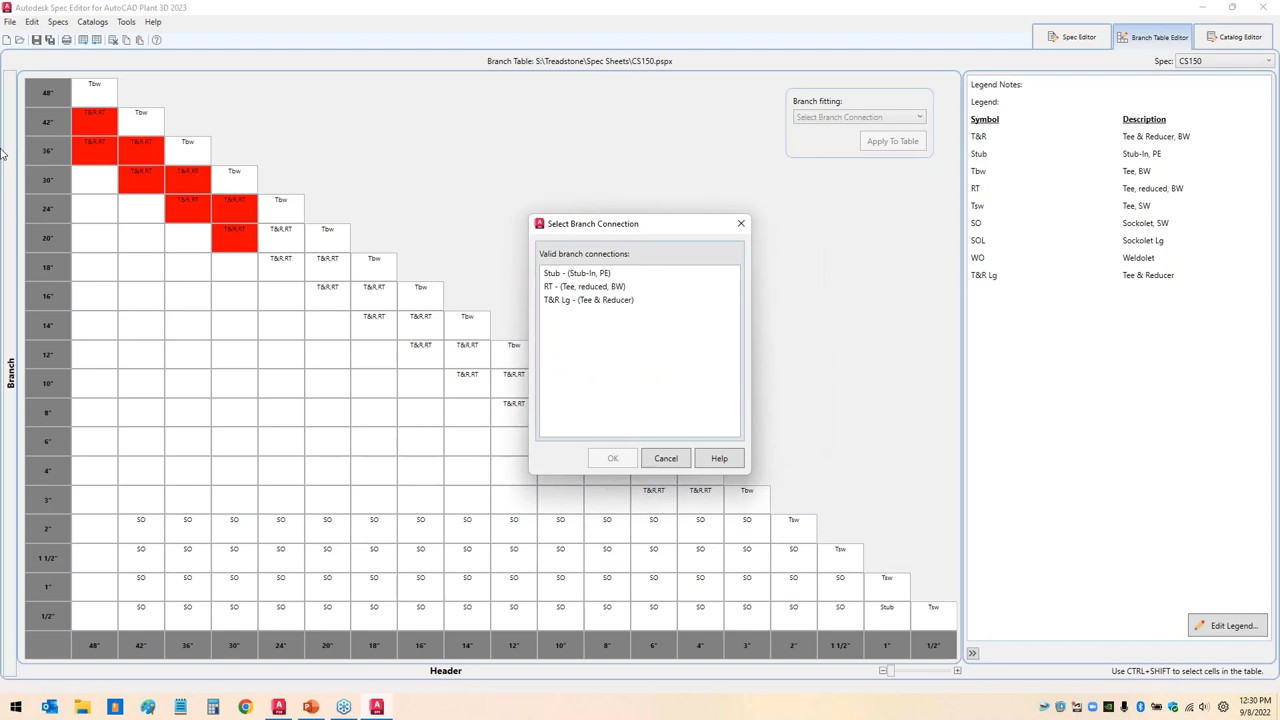 Autodesk Spec Editor for AutoCAD Plant 3D 2023
File Edit Specs Catalogs Tools Help
Spec Editor Branch Table Editor Catalog Editor
Branch Table: S:\Treadstone\Spec Sheets\CS150.pspx
Spec: CS150
48" Tbw
42" T&R,RT Tbw
36" T&R,RT T&R,RT Tbw
30" T&R,RT T&R,RT Tbw
24" T&R,RT T&R,RT Tbw
20" T&R,RT T&R,RT Tbw
18" T&R,RT T&R,RT Tbw
16" T&R,RT T&R,RT Tbw
14" T&R,RT T&R,RT Tbw
12" T&R,RT T&R,RT Tbw
10" T&R,RT T&R,RT
8" T&R,RT
6"
4"
3" T&R,RT T&R,RT Tbw
2" SO SO SO SO SO SO SO SO SO SO SO SO SO SO Tsw
1 1/2" SO SO SO SO SO SO SO SO SO SO SO SO SO SO Tsw
1" SO SO SO SO SO SO SO SO SO SO SO SO SO SO SO Tsw
1/2" SO SO SO SO SO SO SO SO SO SO SO SO SO SO SO Stub Tsw
48" 42" 36" 30" 24" 20" 18" 16" 14" 12" 10" 8" 6" 4" 3" 2" 1 1/2" 1" 1/2"
Branch
Header
Branch fitting:
Select Branch Connection
Apply To Table
Select Branch Connection
Valid branch connections:
Stub - (Stub-In, PE)
RT - (Tee, reduced, BW)
T&R Lg - (Tee & Reducer)
OK Cancel Help
Legend Notes:
Legend:
Symbol Description
T&R Tee & Reducer, BW
Stub Stub-In, PE
Tbw Tee, BW
RT Tee, reduced, BW
Tsw Tee, SW
SO Sockolet, SW
SOL Sockolet Lg
WO Weldolet
T&R Lg Tee & Reducer
Edit Legend...
Use CTRL+SHIFT to select cells in the table.
12:30 PM
9/8/2022